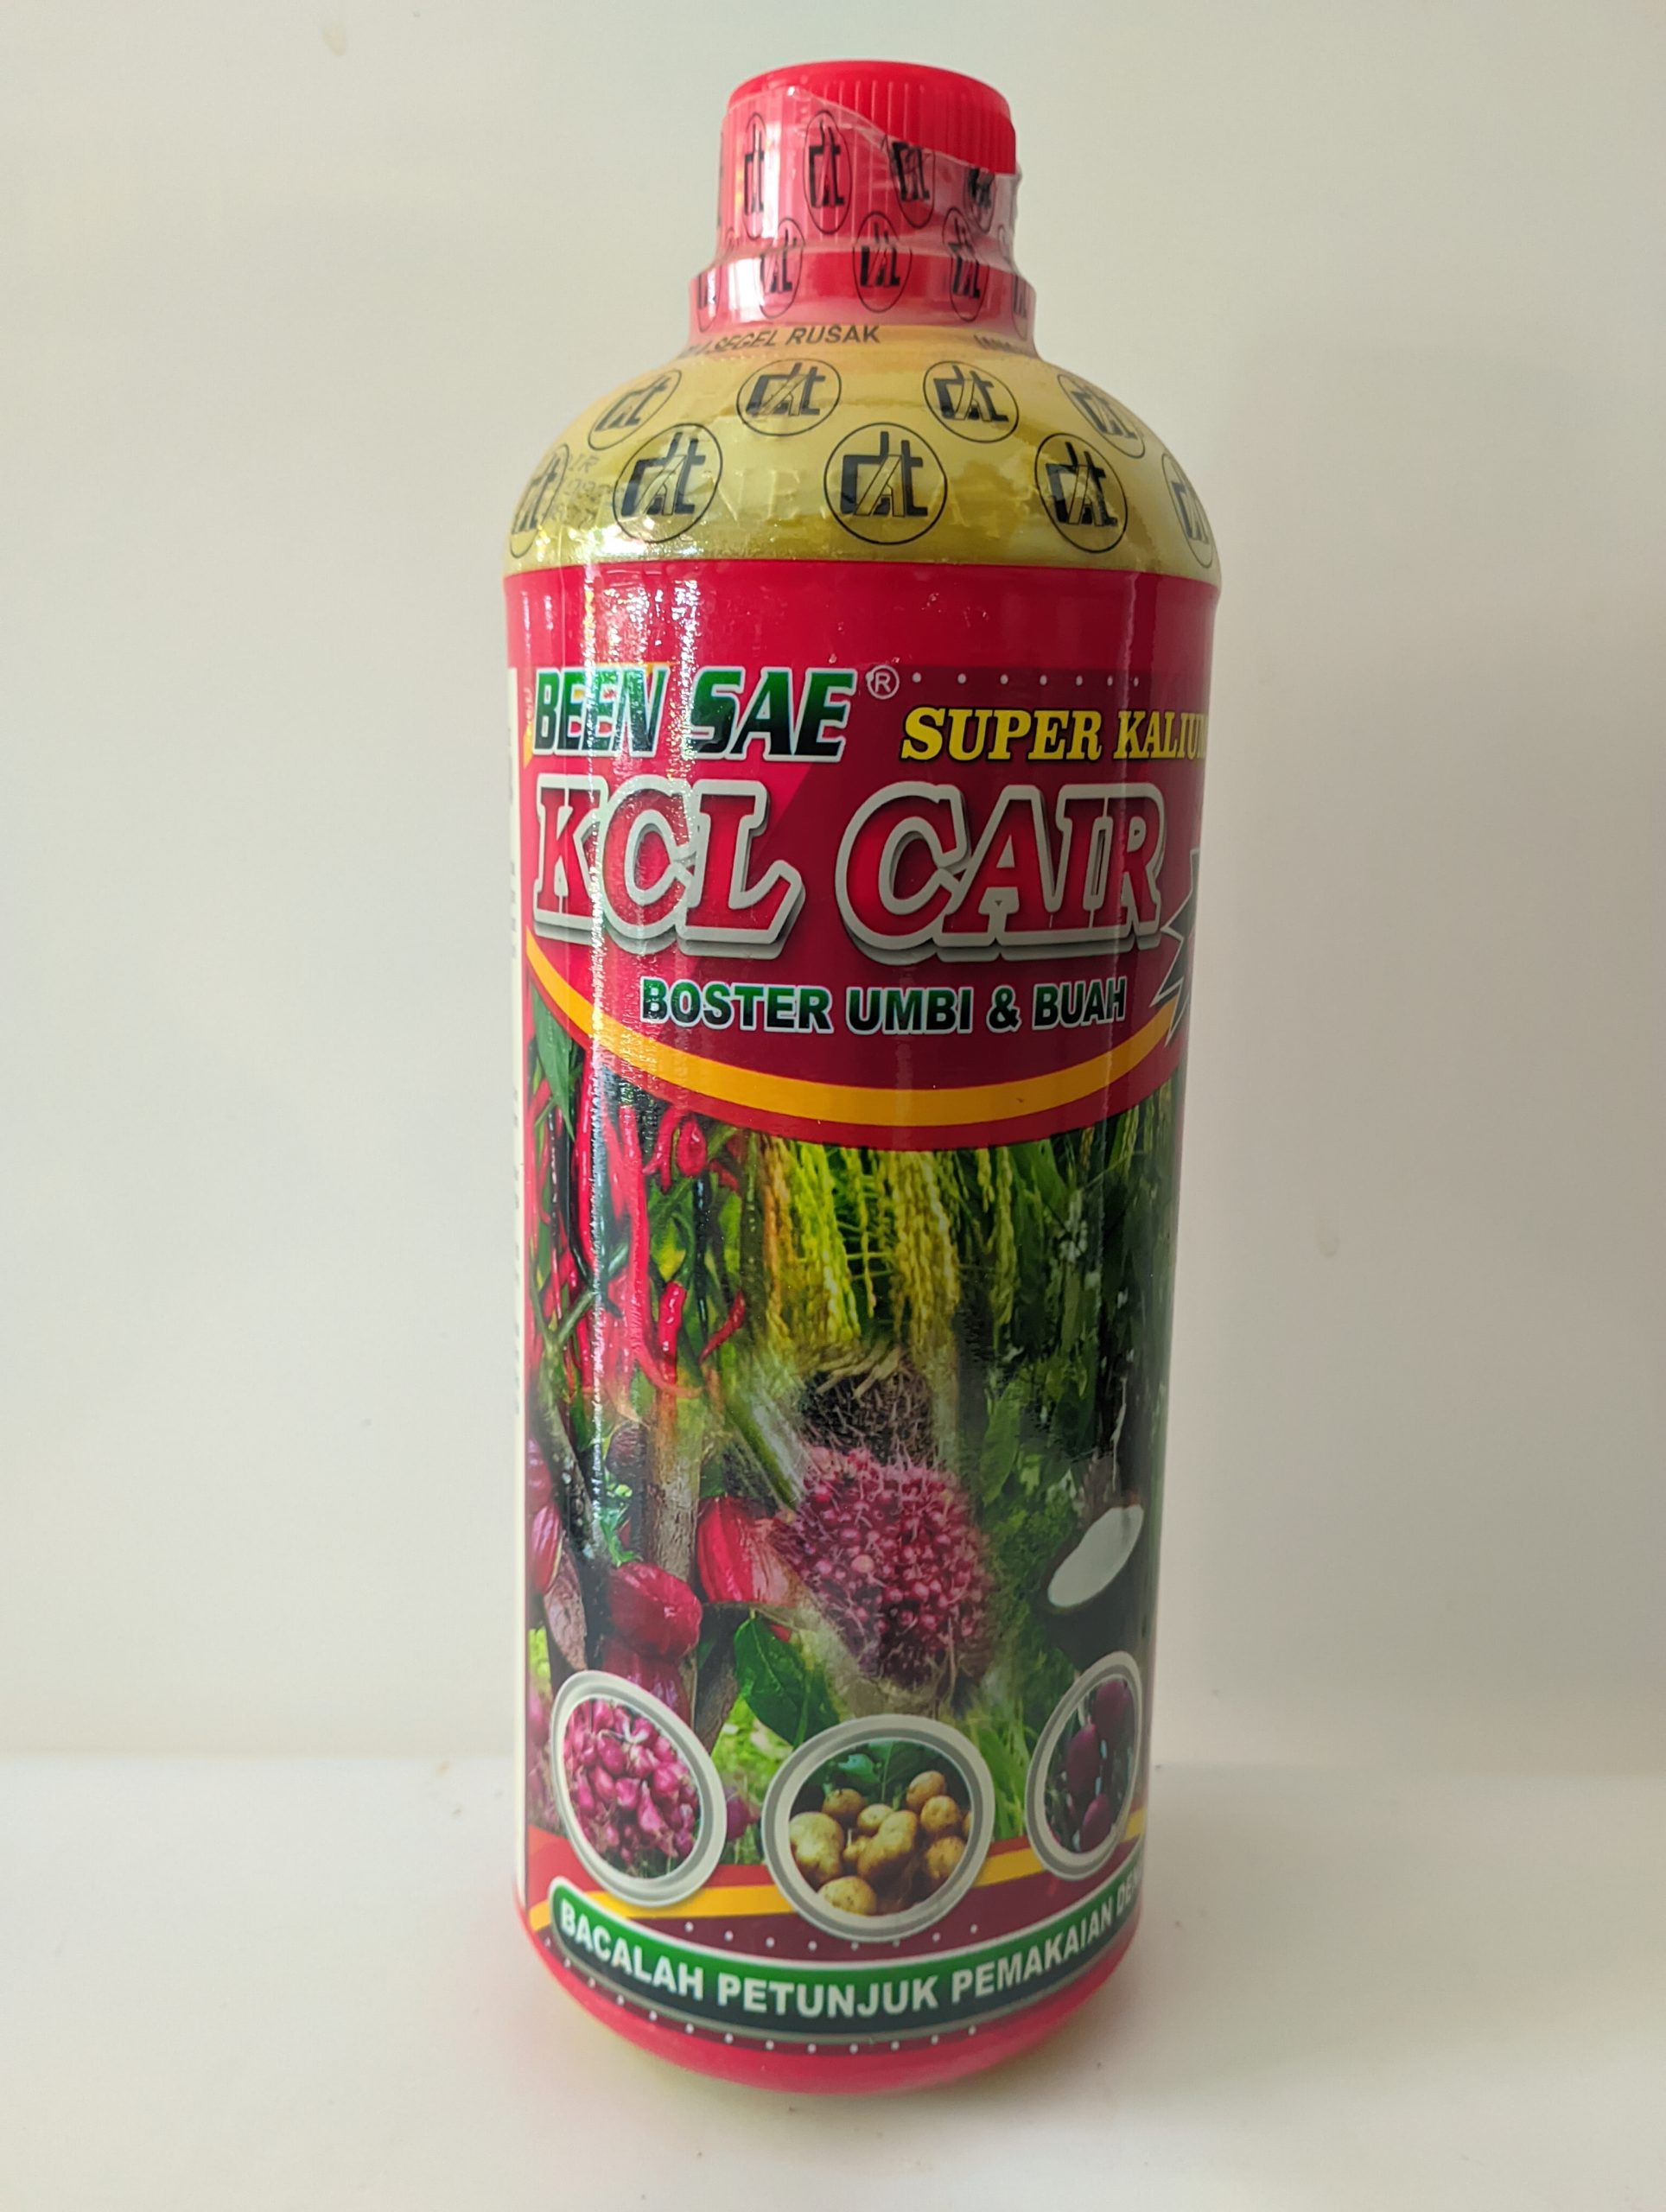 SEGEL RUSAK
BEEN SAE®
SUPER KALIUM
KCL CAIR
BOSTER UMBI & BUAH
BACALAH PETUNJUK PEMAKAIAN